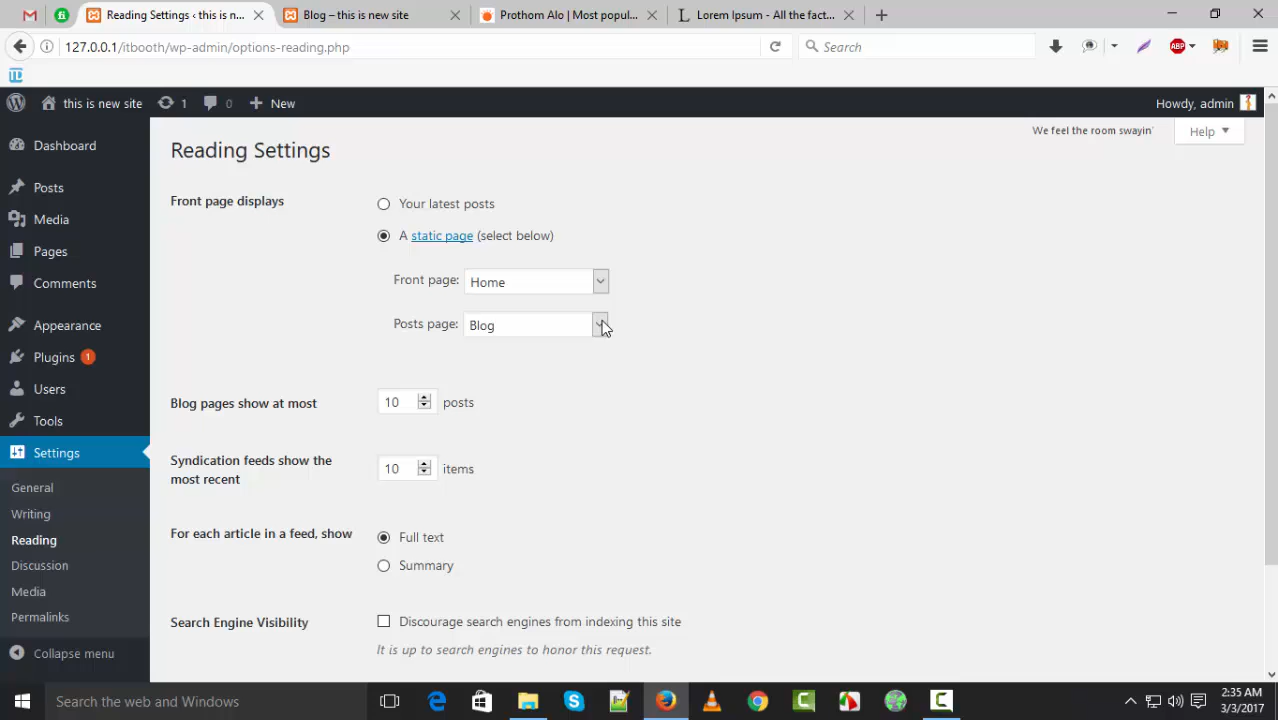 Reading Settings ‹ this is n...
Blog – this is new site
Prothom Alo | Most popul...
Lorem Ipsum - All the fact...
127.0.0.1/itbooth/wp-admin/options-reading.php
Search
ABP
this is new site
1
0
New
Howdy, admin
Dashboard
Posts
Media
Pages
Comments
Appearance
Plugins 1
Users
Tools
Settings
General
Writing
Reading
Discussion
Media
Permalinks
Collapse menu
We feel the room swayin'
Help
Reading Settings
Front page displays
Your latest posts
A static page (select below)
Front page: Home
Posts page: Blog
Blog pages show at most
10 posts
Syndication feeds show the
most recent
10 items
For each article in a feed, show
Full text
Summary
Search Engine Visibility
Discourage search engines from indexing this site
It is up to search engines to honor this request.
Search the web and Windows
2:35 AM
3/3/2017